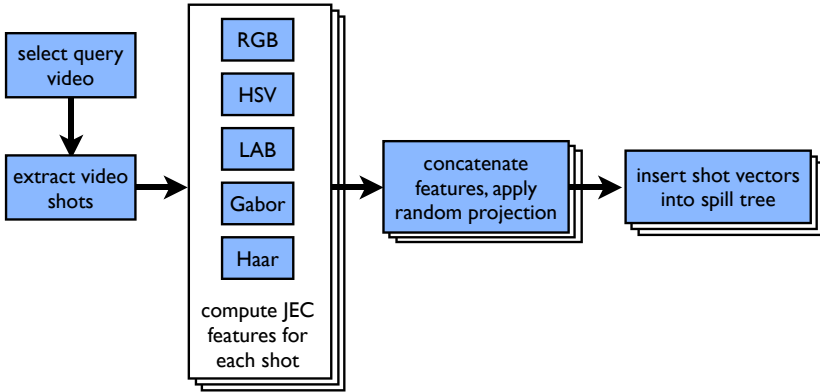 select query
video
extract video
shots
RGB
HSV
LAB
Gabor
Haar
compute JEC
features for
each shot
concatenate
features, apply
random projection
insert shot vectors
into spill tree